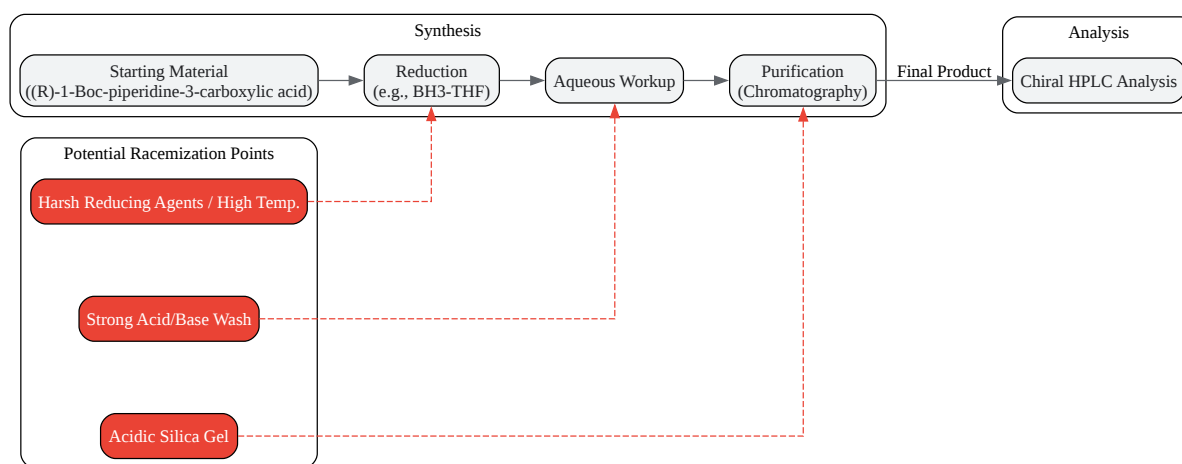 Synthesis
Analysis
Starting Material
((R)-1-Boc-piperidine-3-carboxylic acid)
Reduction
(e.g., BH3-THF)
Aqueous Workup
Purification
(Chromatography)
Final Product
Chiral HPLC Analysis
Potential Racemization Points
Harsh Reducing Agents / High Temp.
Strong Acid/Base Wash
Acidic Silica Gel